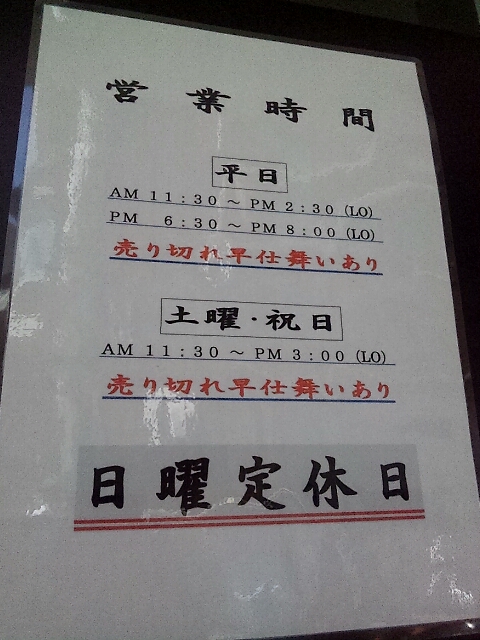 営業時間
平日
AM 11:30 ～ PM 2:30 (LO)
PM 6:30 ～ PM 8:00 (LO)
売り切れ早仕舞いあり
土曜・祝日
AM 11:30 ～ PM 3:00 (LO)
売り切れ早仕舞いあり
日曜定休日